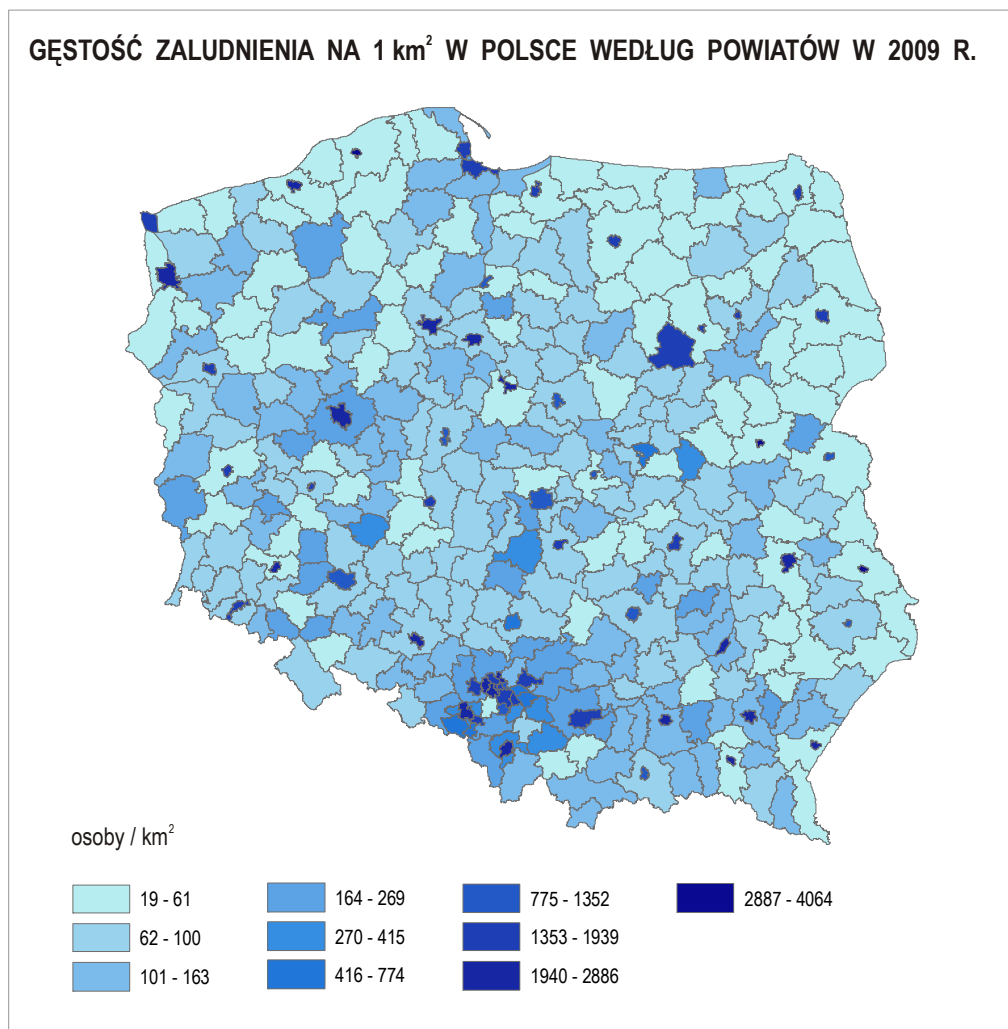 GĘSTOŚĆ ZALUDNIENIA NA 1 km² W POLSCE WEDŁUG POWIATÓW W 2009 R.
osoby / km²
19 - 61
62 - 100
101 - 163
164 - 269
270 - 415
416 - 774
775 - 1352
1353 - 1939
1940 - 2886
2887 - 4064